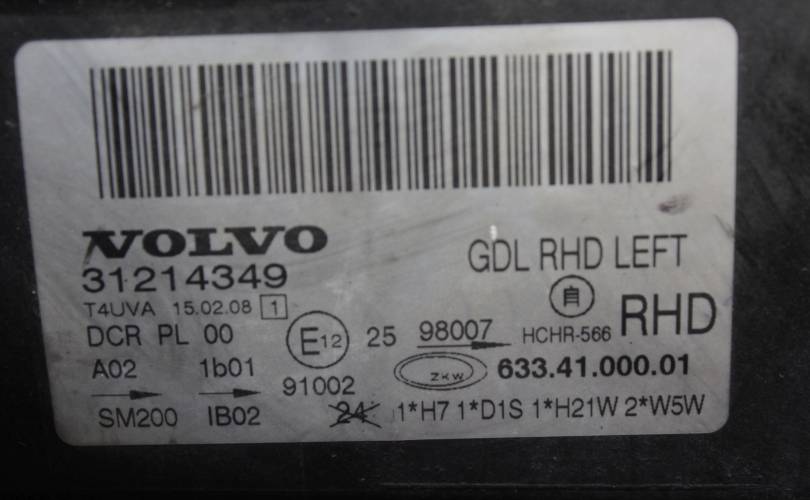 VOLVO
31214349
GDL RHD LEFT
T4UVA 15.02.08 1
自
RHD
DCR PL 00
E12 25 98007
HCHR-566
A02 1b01
91002
ZKW
633.41.000.01
SM200 IB02
24 1*H7 1*D1S 1*H21W 2*W5W